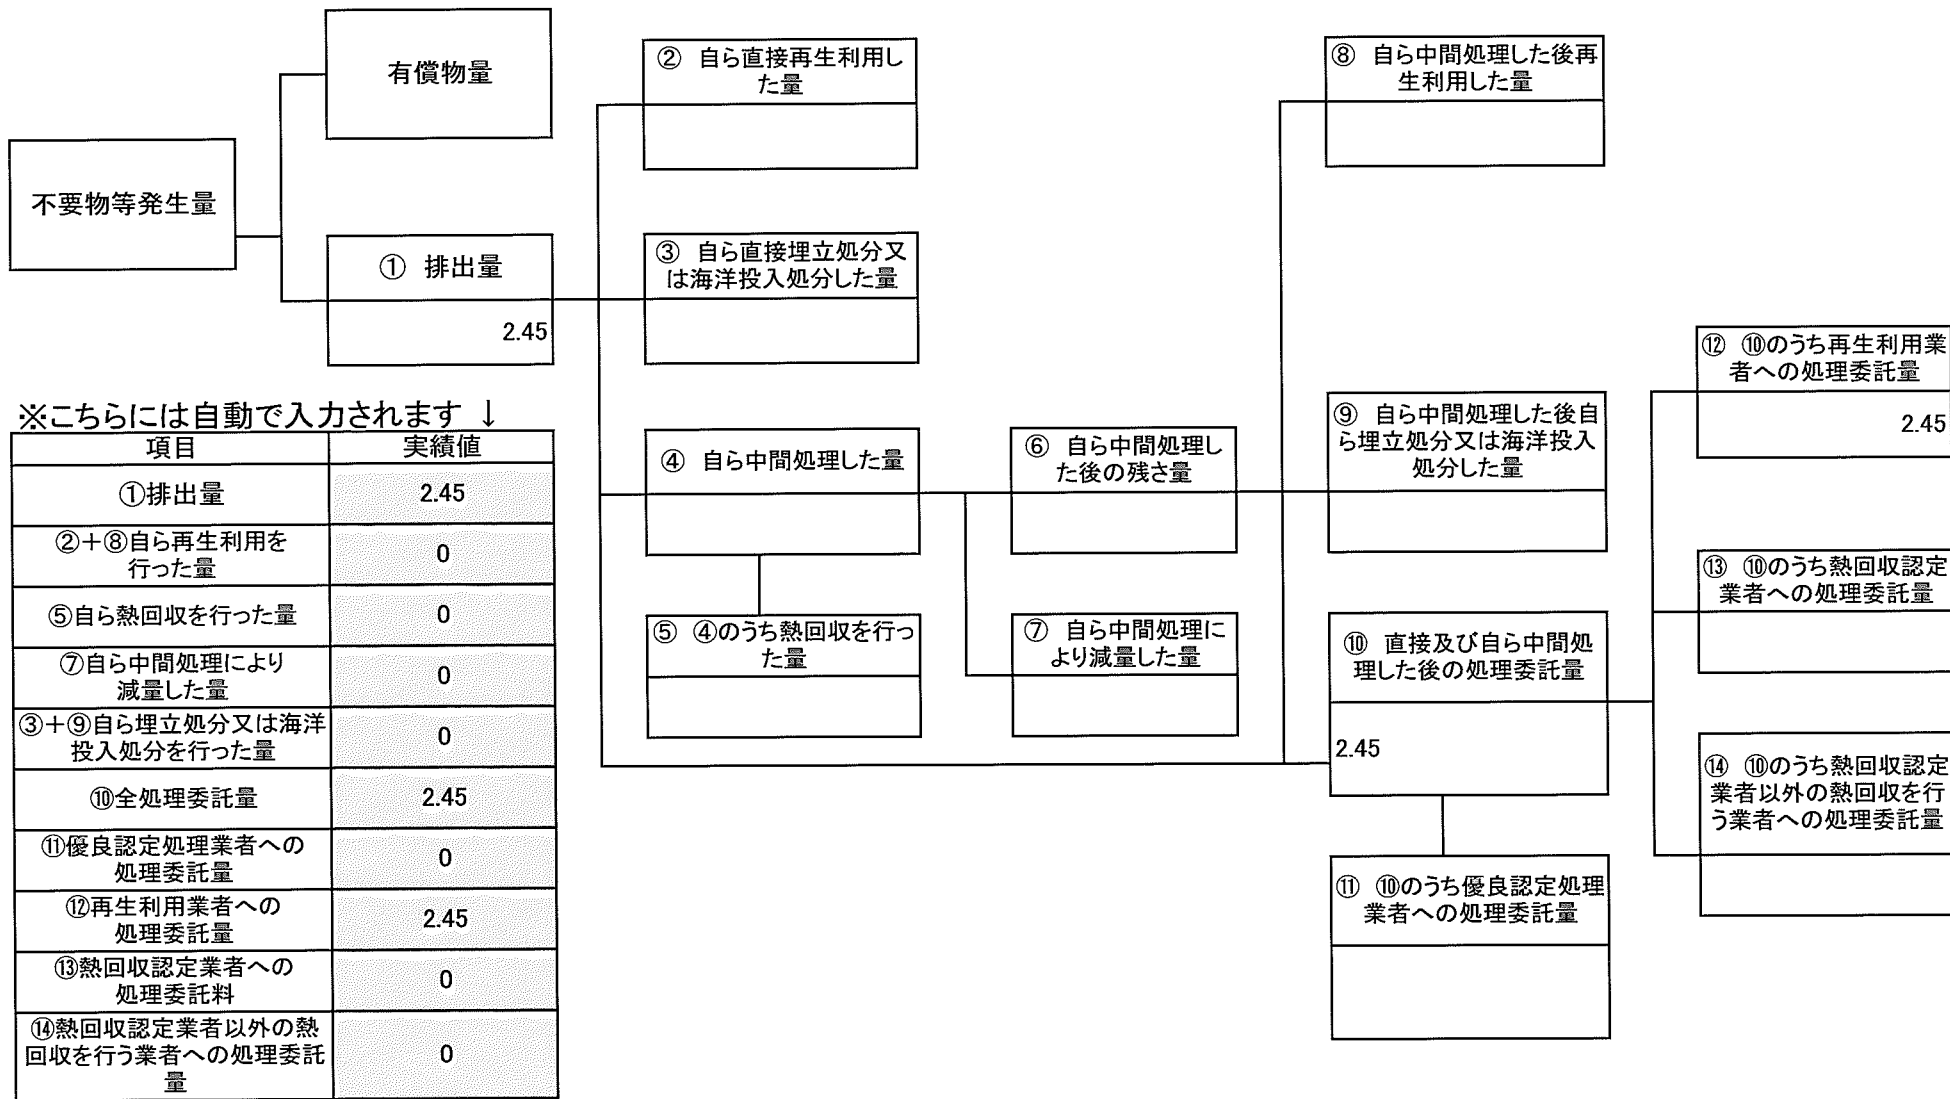 不要物等発生量
有償物量
① 排出量
2.45
② 自ら直接再生利用し
た量
③ 自ら直接埋立処分又
は海洋投入処分した量
④ 自ら中間処理した量
⑤ ④のうち熱回収を行っ
た量
⑥ 自ら中間処理し
た後の残さ量
⑦ 自ら中間処理に
より減量した量
⑧ 自ら中間処理した後再
生利用した量
⑨ 自ら中間処理した後自
ら埋立処分又は海洋投入
処分した量
⑩ 直接及び自ら中間処
理した後の処理委託量
2.45
⑪ ⑩のうち優良認定処理
業者への処理委託量
⑫ ⑩のうち再生利用業
者への処理委託量
2.45
⑬ ⑩のうち熱回収認定
業者への処理委託量
⑭ ⑩のうち熱回収認定
業者以外の熱回収を行
う業者への処理委託量
※こちらには自動で入力されます ↓
項目 実績値
①排出量 2.45
②+⑧自ら再生利用を
行った量 0
⑤自ら熱回収を行った量 0
⑦自ら中間処理により
減量した量 0
③+⑨自ら埋立処分又は海洋
投入処分を行った量 0
⑩全処理委託量 2.45
⑪優良認定処理業者への
処理委託量 0
⑫再生利用業者への
処理委託量 2.45
⑬熱回収認定業者への
処理委託料 0
⑭熱回収認定業者以外の熱
回収を行う業者への処理委託
量 0